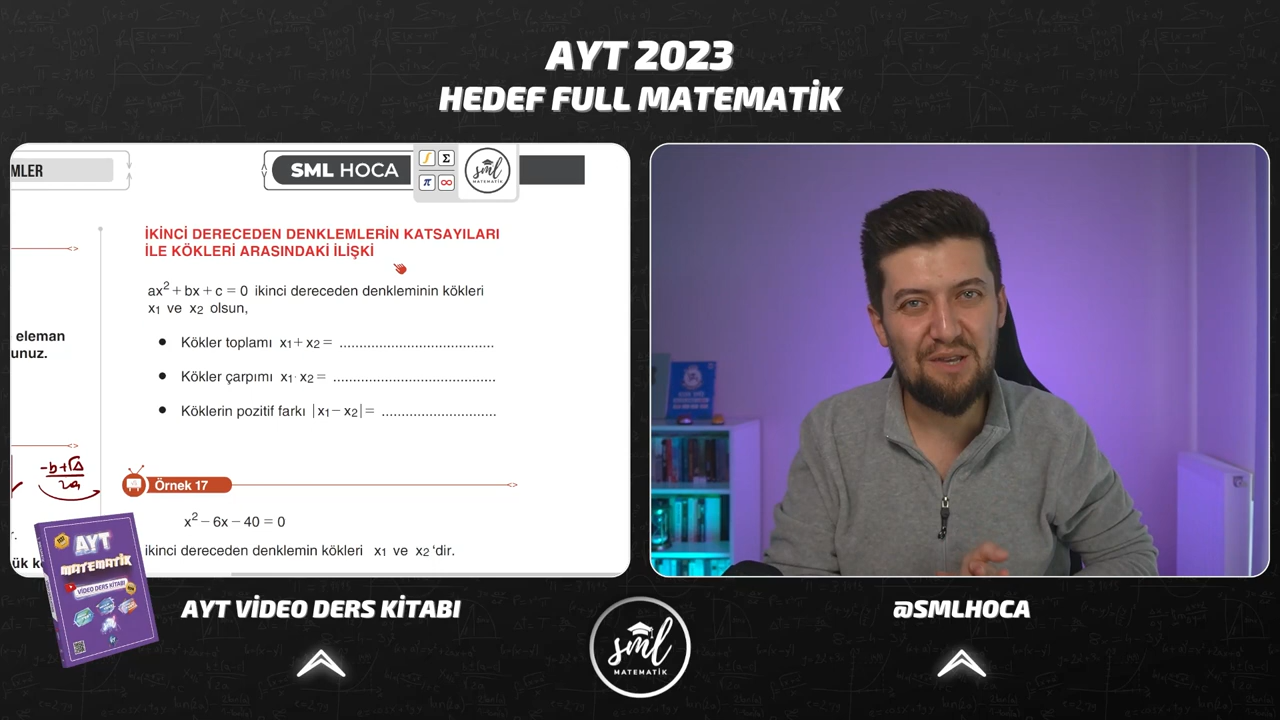 AYT 2023
HEDEF FULL MATEMATİK
MLER
SML HOCA
∫ Σ
π ∞
sml
MATEMATİK
eleman
unuz.
-b+√Δ
2a
ük k
İKİNCİ DERECEDEN DENKLEMLERİN KATSAYILARI
İLE KÖKLERİ ARASINDAKİ İLİŞKİ
ax² + bx + c = 0 ikinci dereceden denkleminin kökleri
x₁ ve x₂ olsun,
● Kökler toplamı x₁ + x₂ = .......................................
● Kökler çarpımı x₁ · x₂ = .........................................
● Köklerin pozitif farkı |x₁ − x₂| = .............................
Örnek 17
x² − 6x − 40 = 0
ikinci dereceden denklemin kökleri x₁ ve x₂ 'dir.
AYT
MATEMATİK
VİDEO DERS KİTABI
AYT VİDEO DERS KİTABI
sml
MATEMATİK
@SMLHOCA